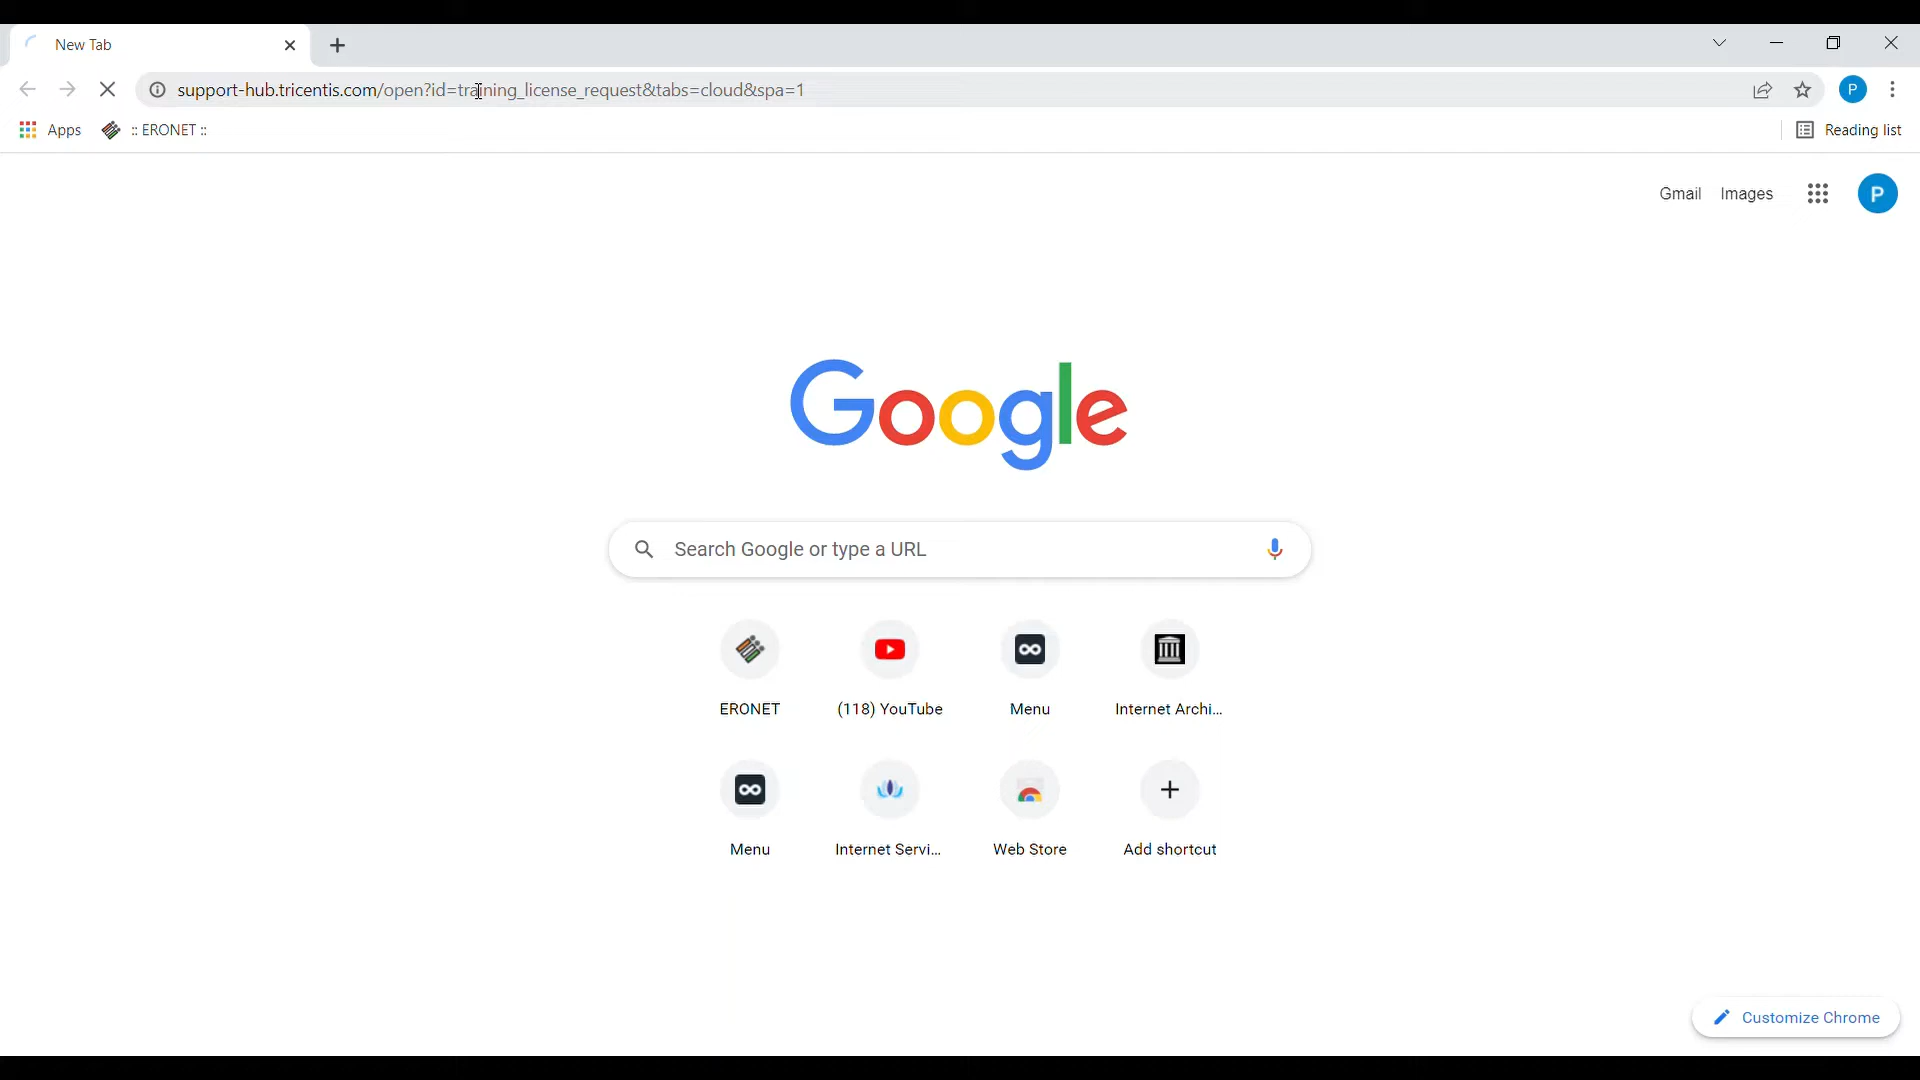 New Tab
support-hub.tricentis.com/open?id=training_license_request&tabs=cloud&spa=1
P
Apps
:: ERONET ::
Reading list
Gmail
Images
P
Google
Search Google or type a URL
ERONET
(118) YouTube
Menu
Internet Archi...
Menu
Internet Servi...
Web Store
Add shortcut
Customize Chrome